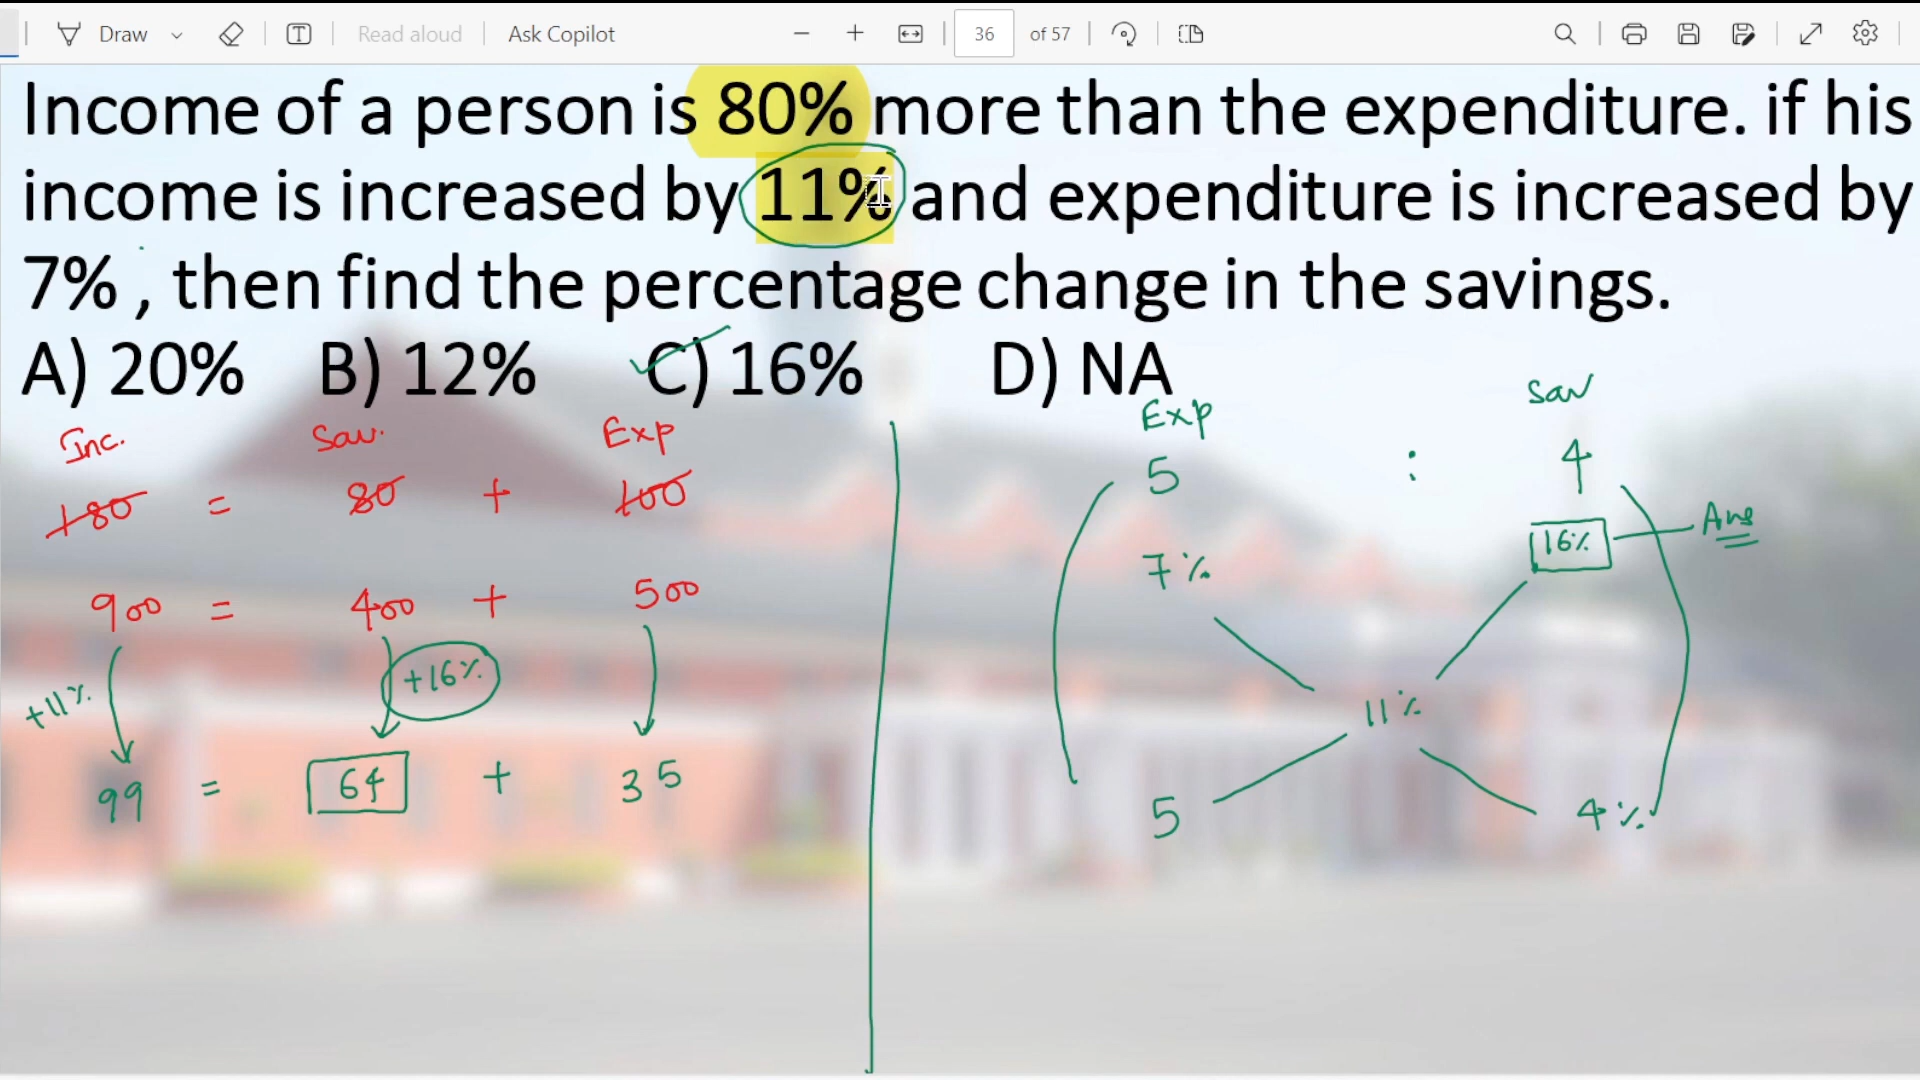 Draw Read aloud Ask Copilot 36 of 57
Income of a person is 80% more than the expenditure. if his
income is increased by 11% and expenditure is increased by
7% , then find the percentage change in the savings.
A) 20% B) 12% C) 16% D) NA
Inc. Sav. Exp
180 = 80 + 100
900 = 400 + 500
+11% +16%
99 = 64 + 35
Exp Sav
5 : 4
7% 16% Ans
11%
5 4%